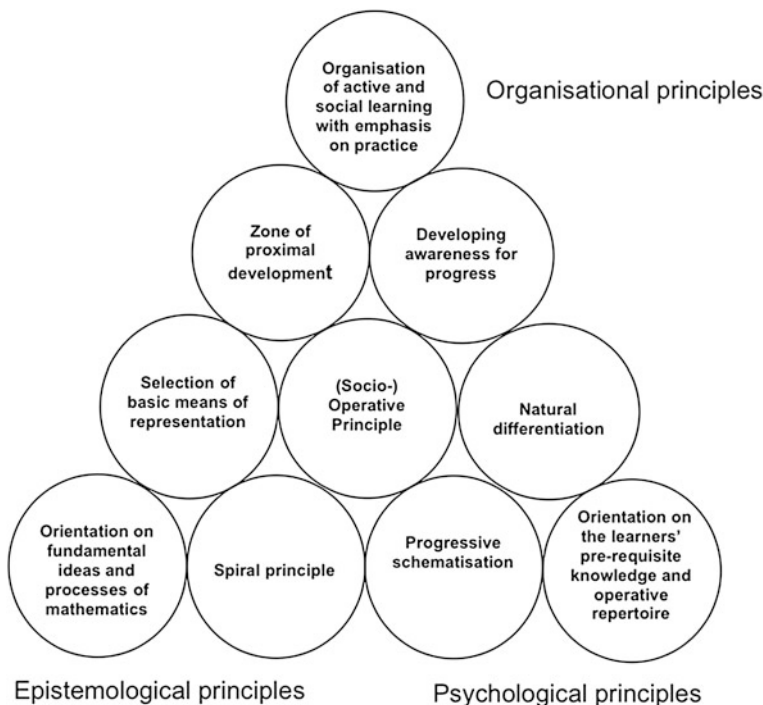 Organisation
of active and
social learning
with emphasis
on practice
Organisational principles
Zone of
proximal
development
Developing
awareness for
progress
Selection of
basic means of
representation
(Socio-)
Operative
Principle
Natural
differentiation
Orientation on
fundamental
ideas and
processes of
mathematics
Spiral principle
Progressive
schematisation
Orientation on
the learners’
pre-requisite
knowledge and
operative
repertoire
Epistemological principles
Psychological principles